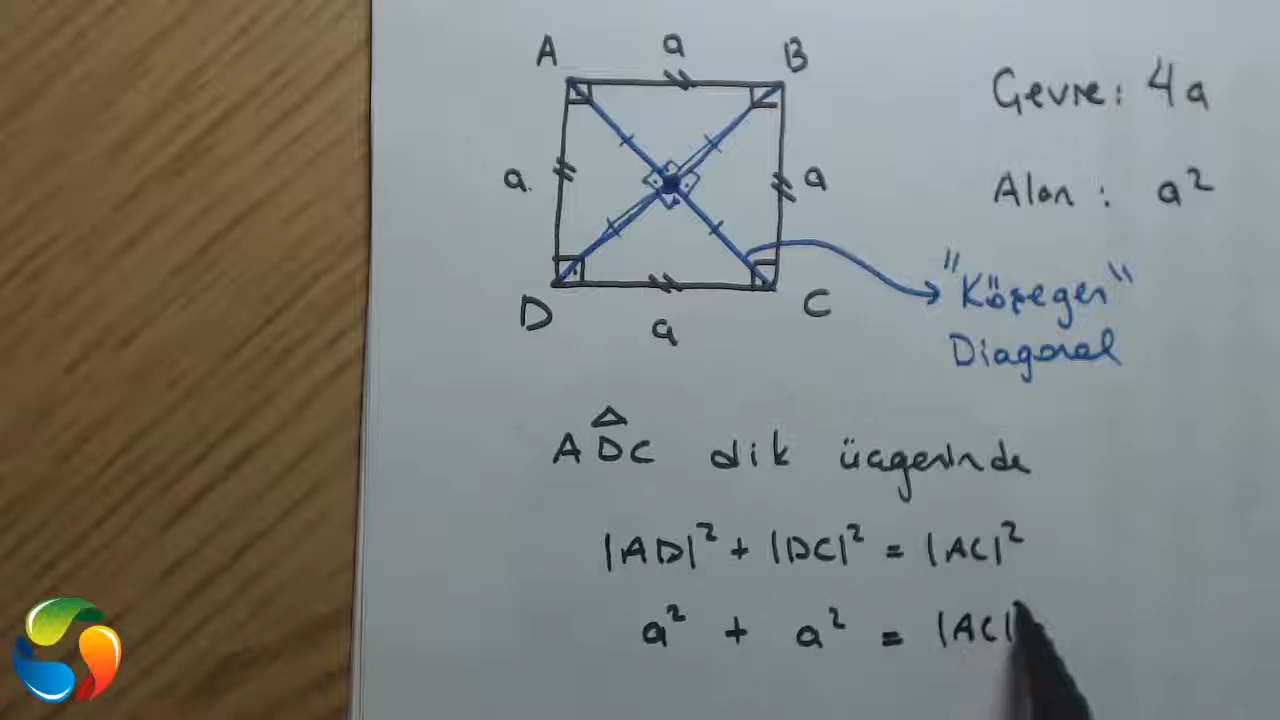 A a B
Çevre: 4a
a a
Alan : a²
"Köşegen"
Diagonal
D a C
ADC dik üçgeninde
|AD|² + |DC|² = |AC|²
a² + a² = |AC|